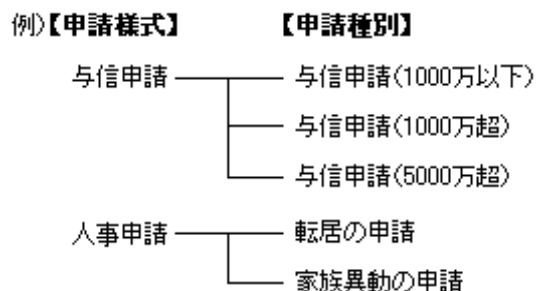 例)【申請様式】 【申請種別】
与信申請 与信申請(1000万以下)
与信申請(1000万超)
与信申請(5000万超)
人事申請 転居の申請
家族異動の申請